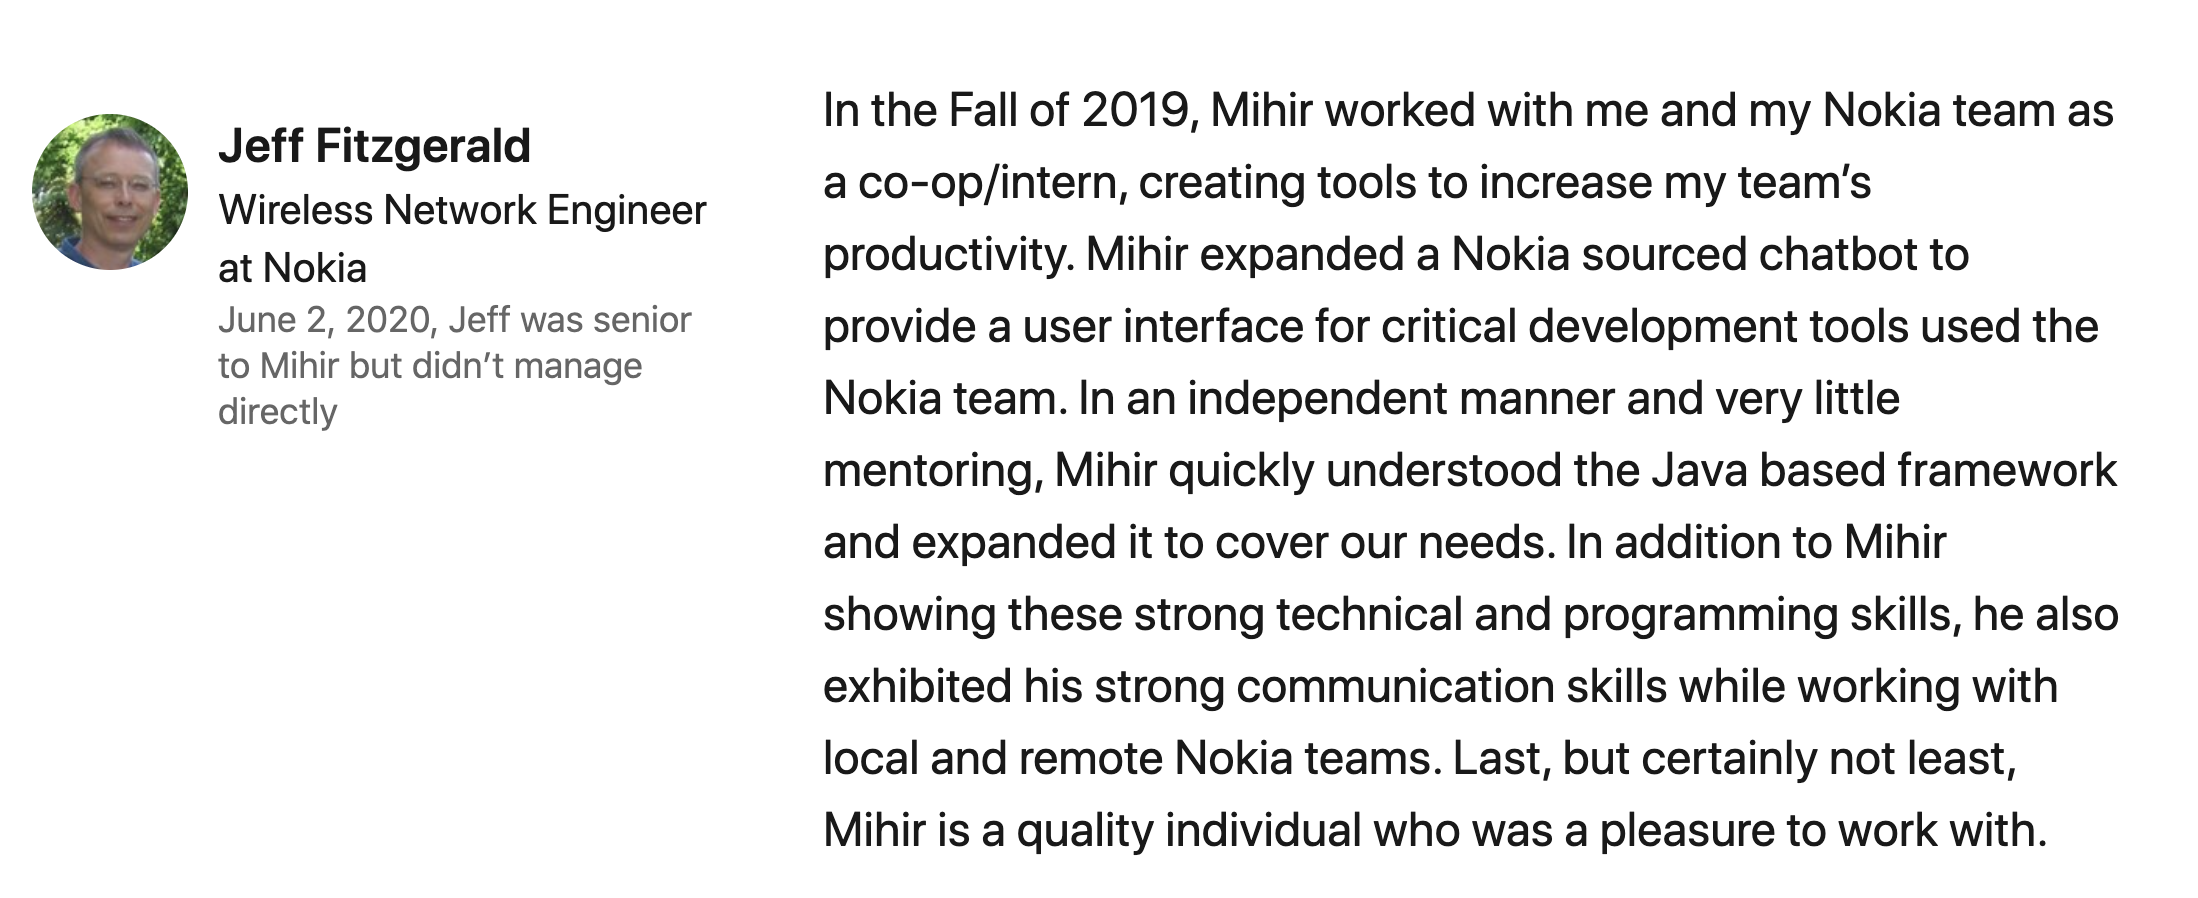 Jeff Fitzgerald
Wireless Network Engineer
at Nokia
June 2, 2020, Jeff was senior
to Mihir but didn’t manage
directly
In the Fall of 2019, Mihir worked with me and my Nokia team as
a co-op/intern, creating tools to increase my team’s
productivity. Mihir expanded a Nokia sourced chatbot to
provide a user interface for critical development tools used the
Nokia team. In an independent manner and very little
mentoring, Mihir quickly understood the Java based framework
and expanded it to cover our needs. In addition to Mihir
showing these strong technical and programming skills, he also
exhibited his strong communication skills while working with
local and remote Nokia teams. Last, but certainly not least,
Mihir is a quality individual who was a pleasure to work with.